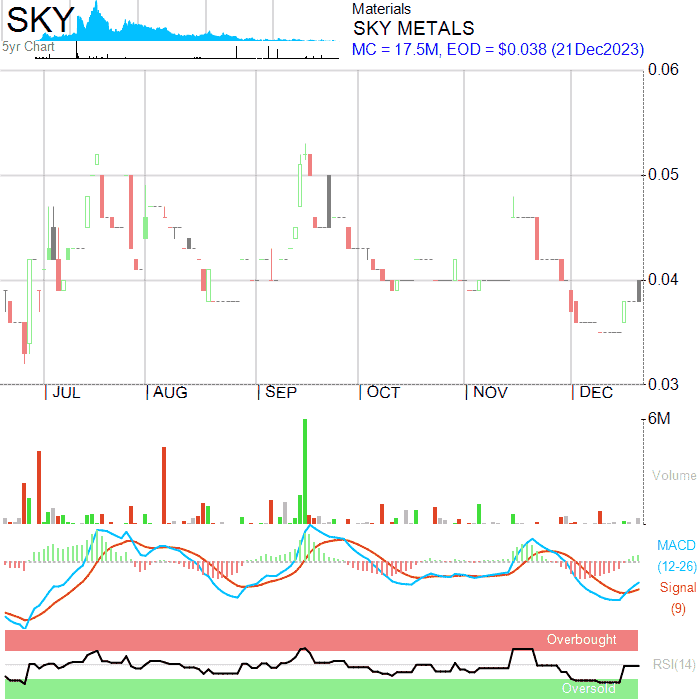 SKY
5yr Chart
Materials
SKY METALS
MC = 17.5M, EOD = $0.038 (21Dec2023)
0.06
0.05
0.04
0.03
JUL AUG SEP OCT NOV DEC
6M
Volume
MACD
(12-26)
Signal
(9)
Overbought
RSI(14)
Oversold